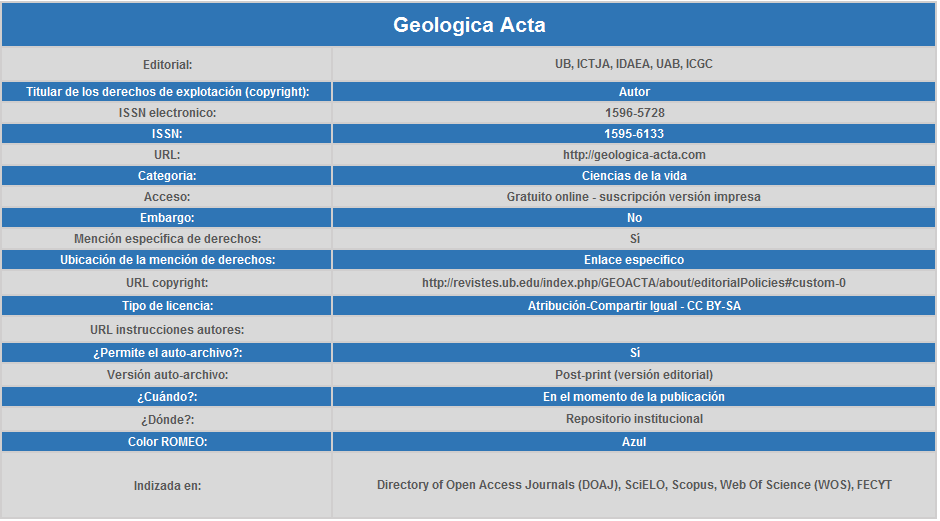 Geologica Acta
Editorial: UB, ICTJA, IDAEA, UAB, ICGC
Titular de los derechos de explotación (copyright): Autor
ISSN electronico: 1596-5728
ISSN: 1595-6133
URL: http://geologica-acta.com
Categoria: Ciencias de la vida
Acceso: Gratuito online - suscripción versión impresa
Embargo: No
Mención específica de derechos: Sí
Ubicación de la mención de derechos: Enlace especifico
URL copyright: http://revistes.ub.edu/index.php/GEOACTA/about/editorialPolicies#custom-0
Tipo de licencia: Atribución-Compartir Igual - CC BY-SA
URL instrucciones autores:
¿Permite el auto-archivo?: Sí
Versión auto-archivo: Post-print (versión editorial)
¿Cuándo?: En el momento de la publicación
¿Dónde?: Repositorio institucional
Color ROMEO: Azul
Indizada en: Directory of Open Access Journals (DOAJ), SciELO, Scopus, Web Of Science (WOS), FECYT